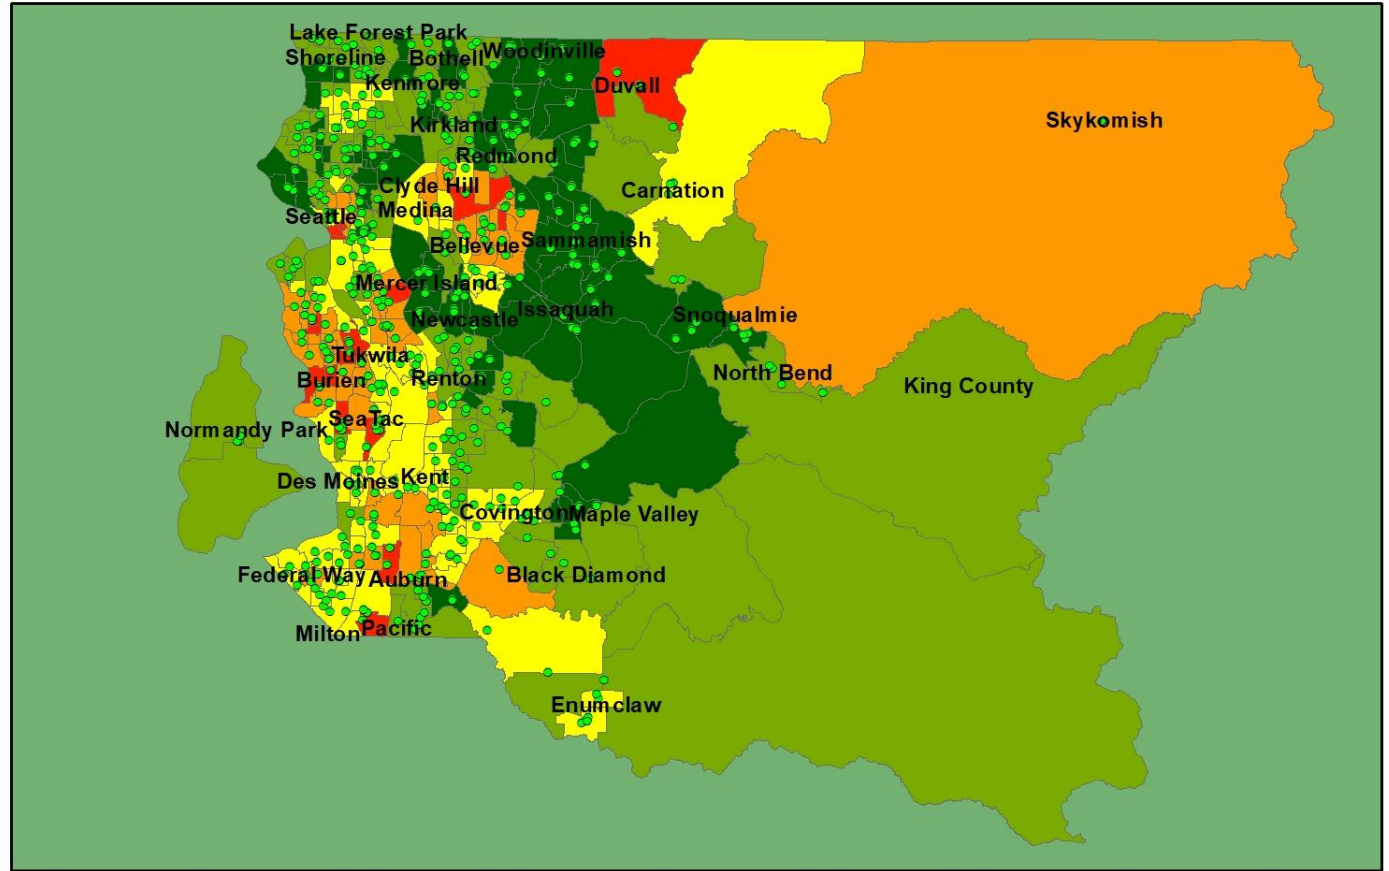 Lake Forest Park
Shoreline
Bothell
Woodinville
Kenmore
Duvall
Skykomish
Kirkland
Redmond
Clyde Hill
Carnation
Medina
Seattle
Bellevue
Sammamish
Mercer Island
Issaquah
Newcastle
Snoqualmie
Tukwila
North Bend
Burien
Renton
King County
SeaTac
Normandy Park
Des Moines
Kent
Covington
Maple Valley
Federal Way
Auburn
Black Diamond
Milton
Pacific
Enumclaw